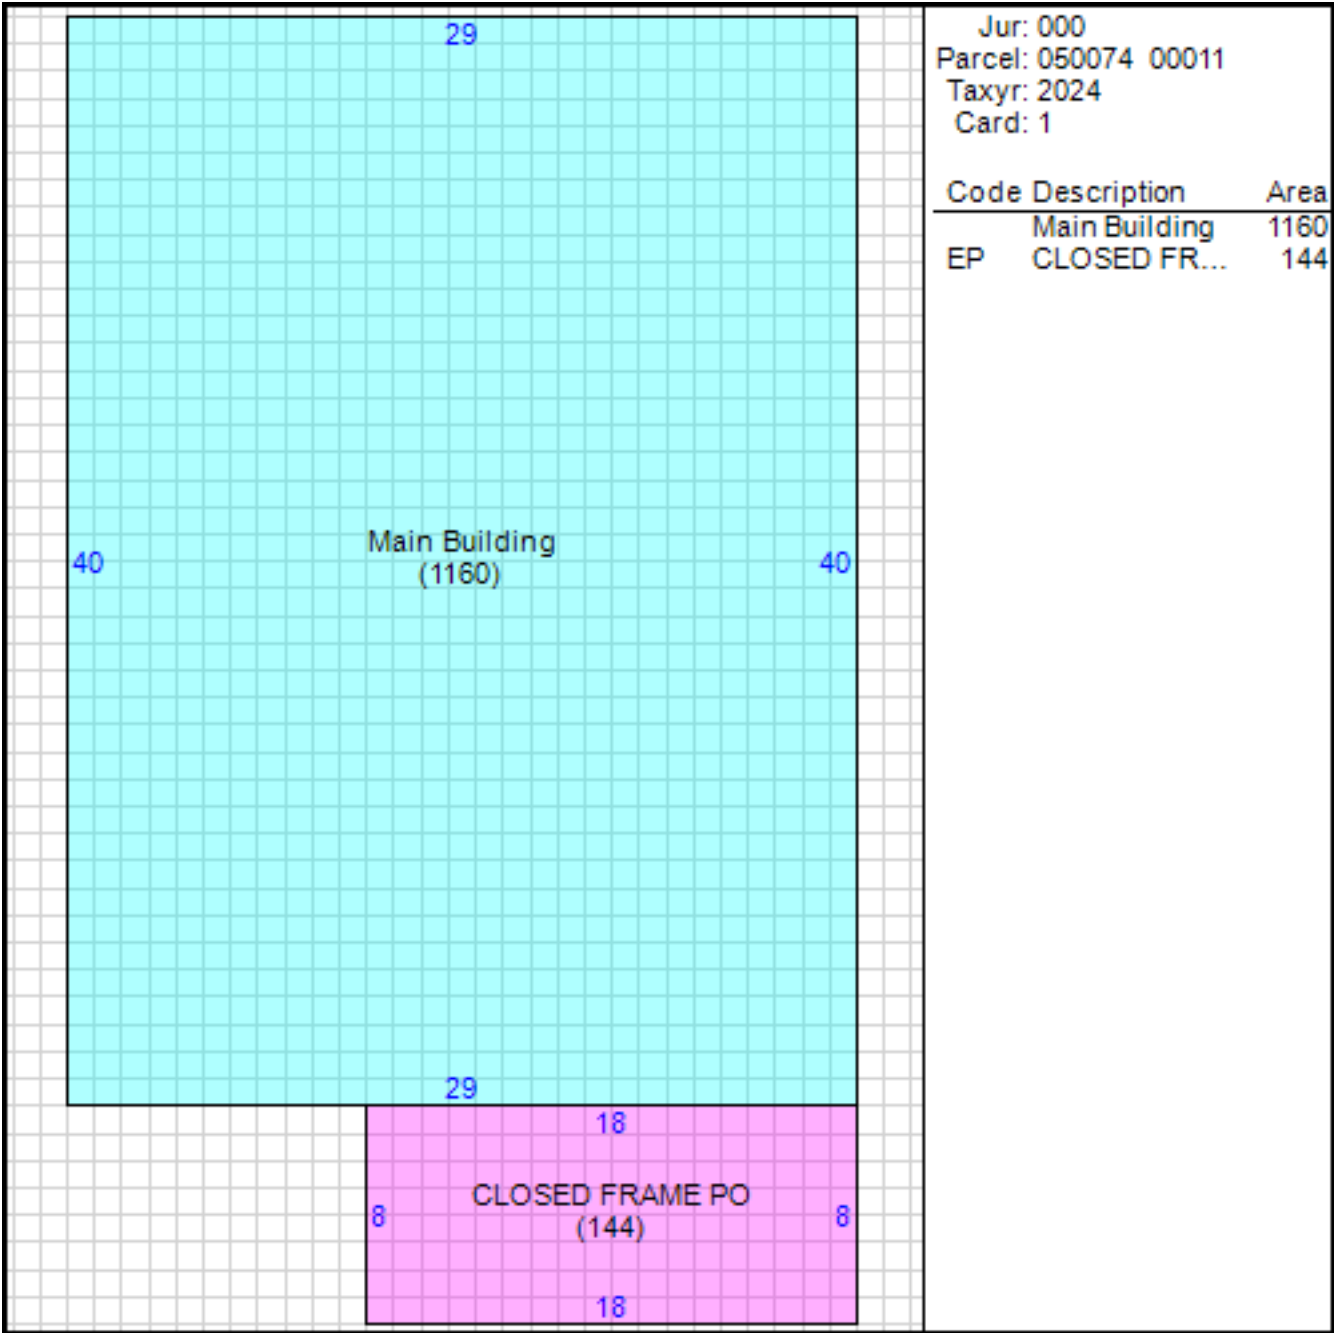 29
40
Main Building
(1160)
40
29
18
8
CLOSED FRAME PO
(144)
8
18
Jur: 000
Parcel: 050074 00011
Taxyr: 2024
Card: 1
Code Description Area
Main Building 1160
EP CLOSED FR... 144